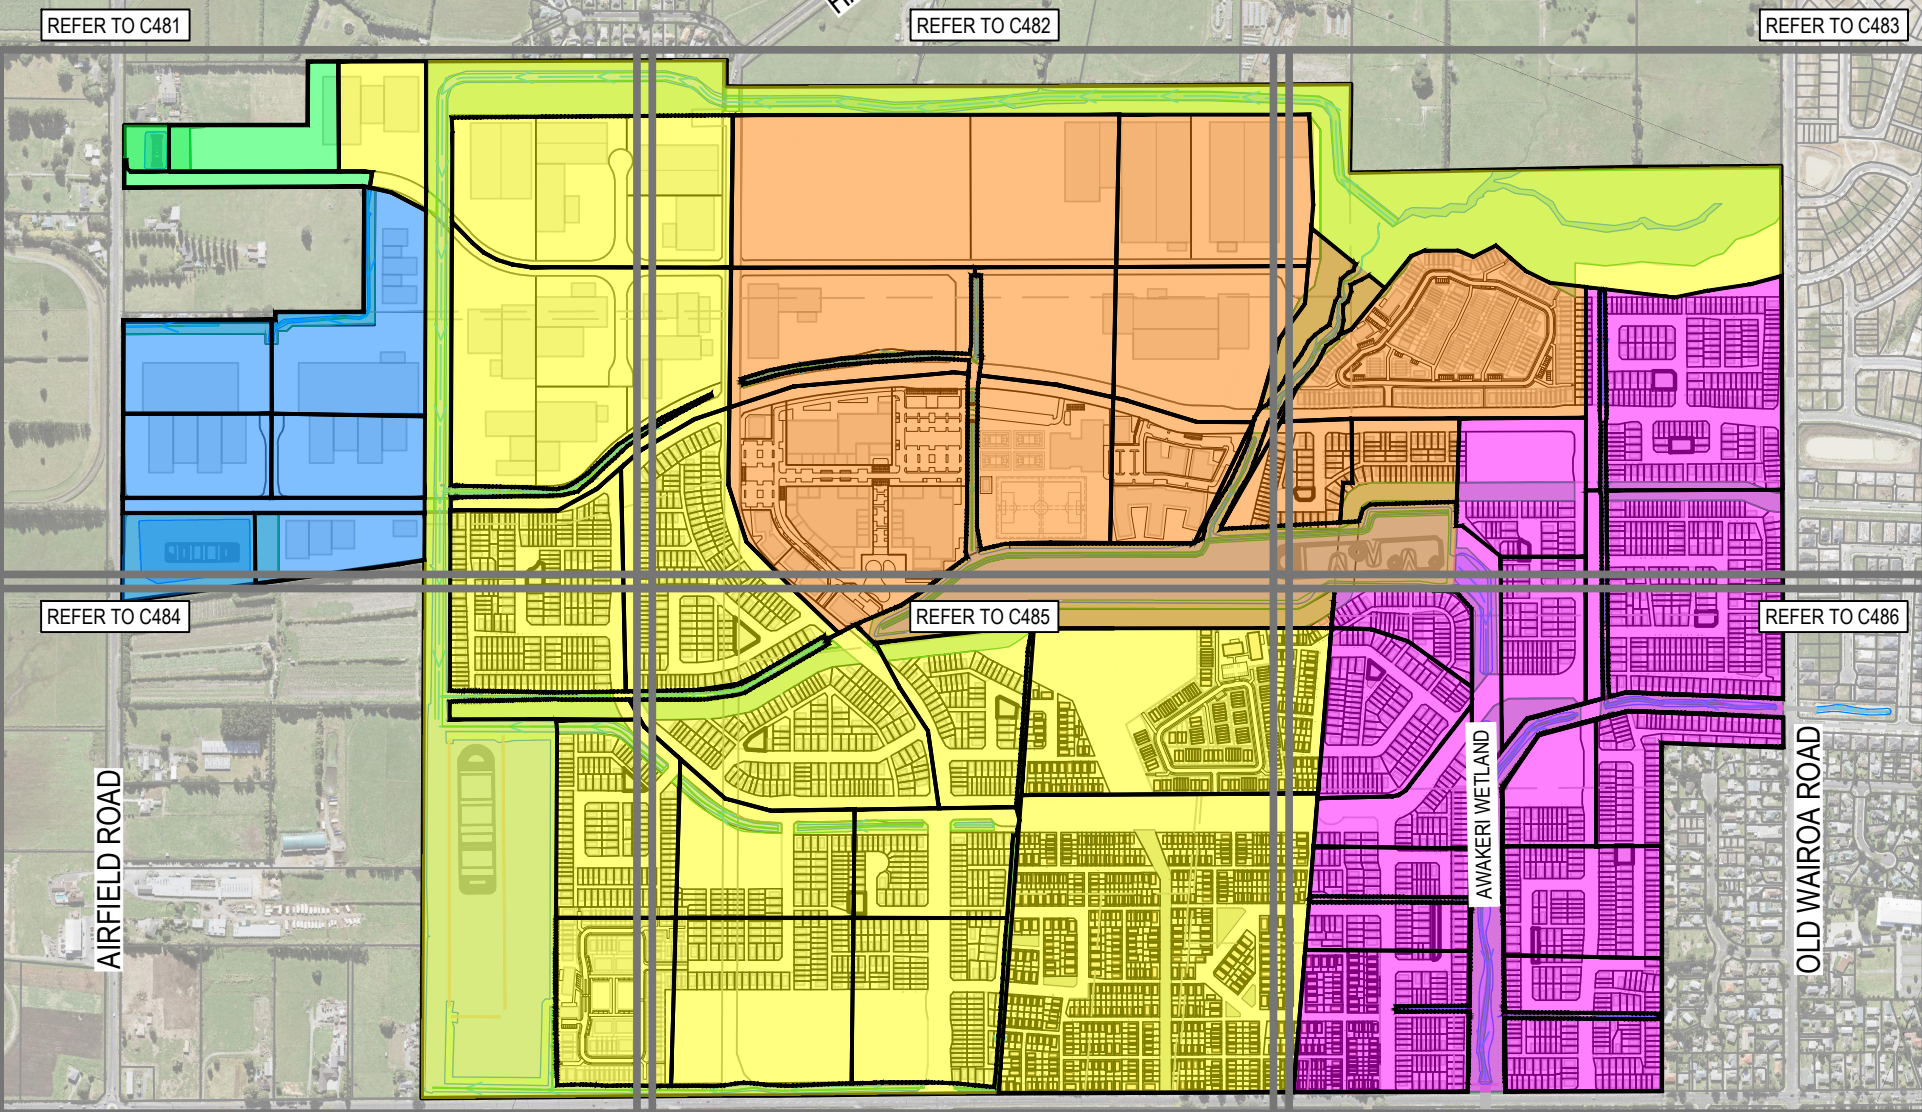 REFER TO C481
REFER TO C482
REFER TO C483
REFER TO C484
REFER TO C485
REFER TO C486
AIRFIELD ROAD
AWAKERI WETLAND
OLD WAIROA ROAD